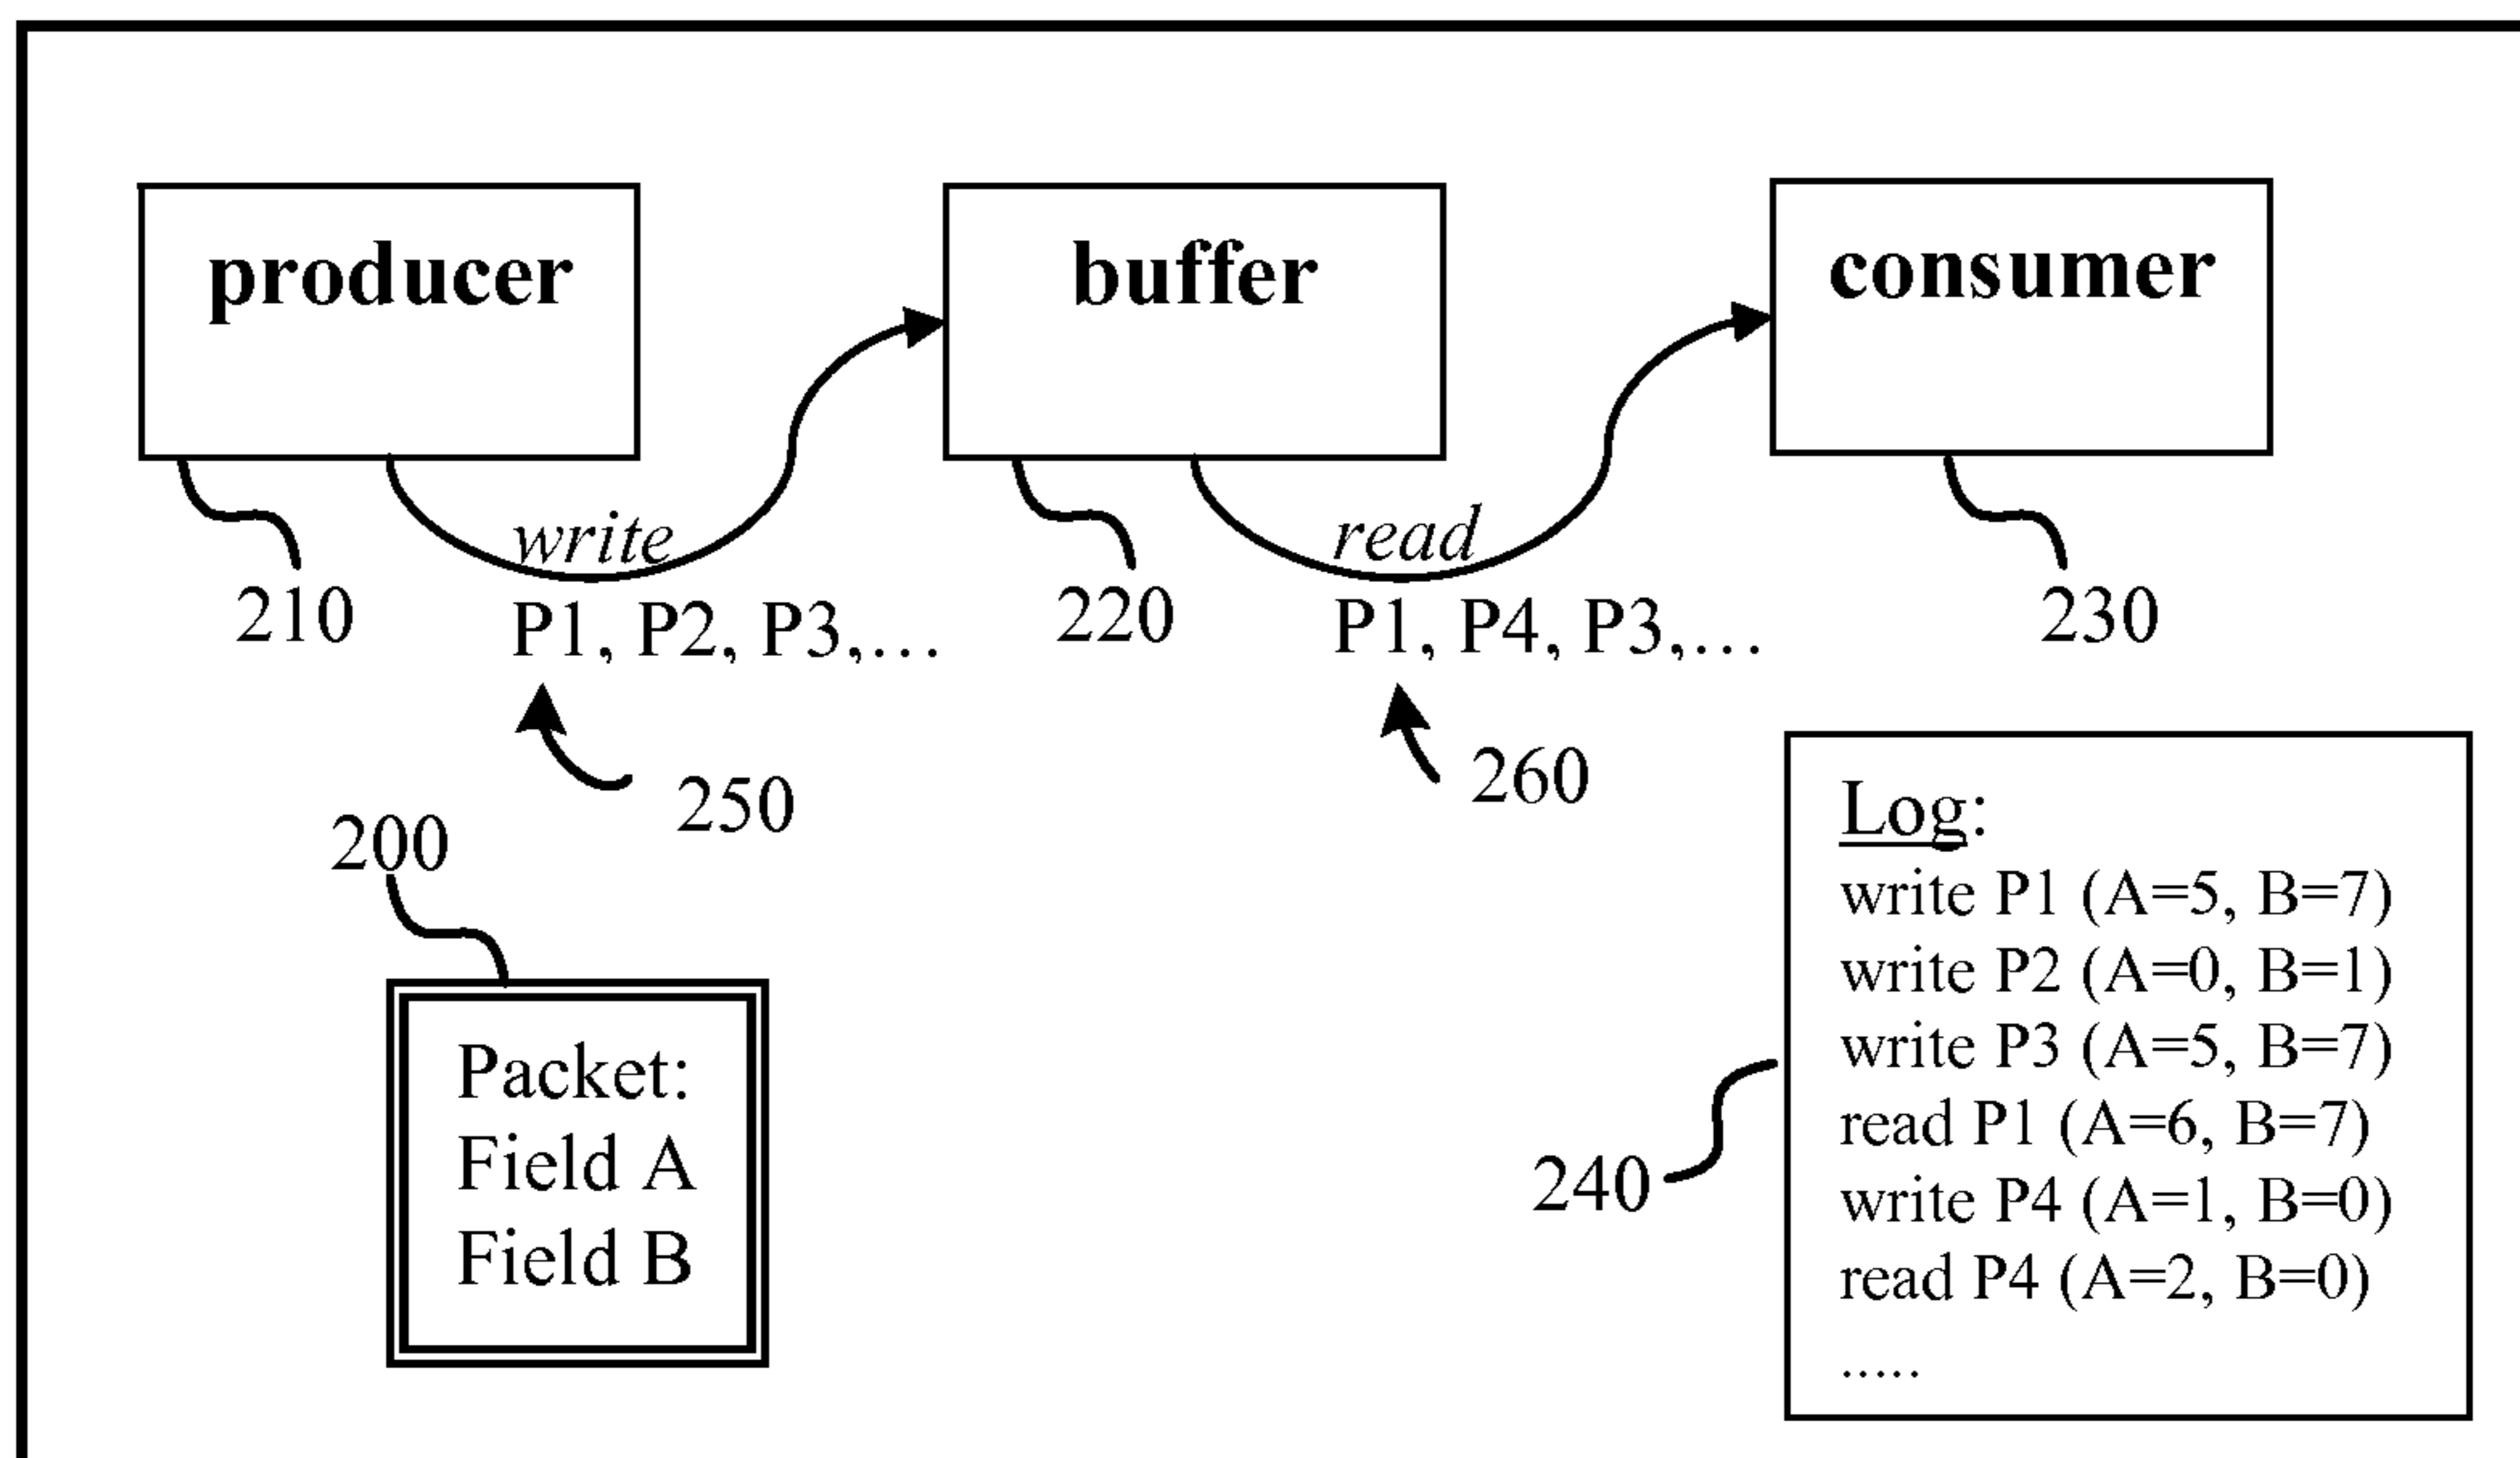 producer
buffer
consumer
write
read
210
P1, P2, P3,...
220
P1, P4, P3,...
230
250
260
200
Packet:
Field A
Field B
240
Log:
write P1 (A=5, B=7)
write P2 (A=0, B=1)
write P3 (A=5, B=7)
read P1 (A=6, B=7)
write P4 (A=1, B=0)
read P4 (A=2, B=0)
.....